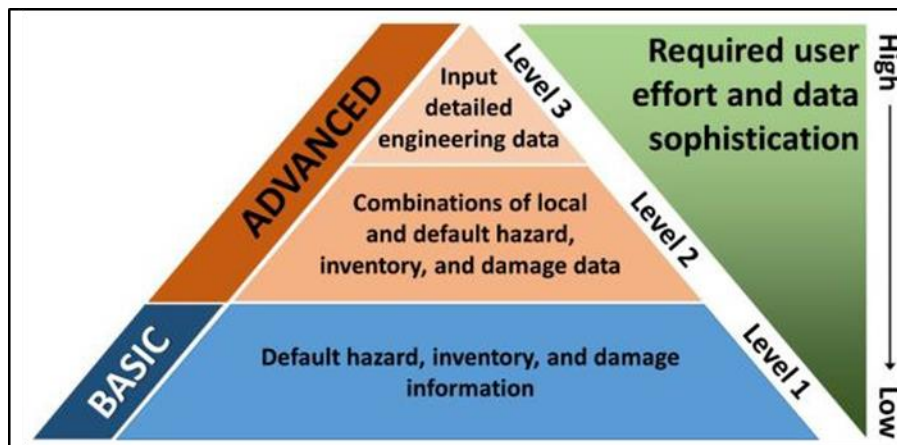 ADVANCED
BASIC
Input
detailed
engineering data
Combinations of local
and default hazard,
inventory, and damage data
Default hazard, inventory, and damage
information
Level 3
Level 2
Level 1
Required user
effort and data
sophistication
High
Low